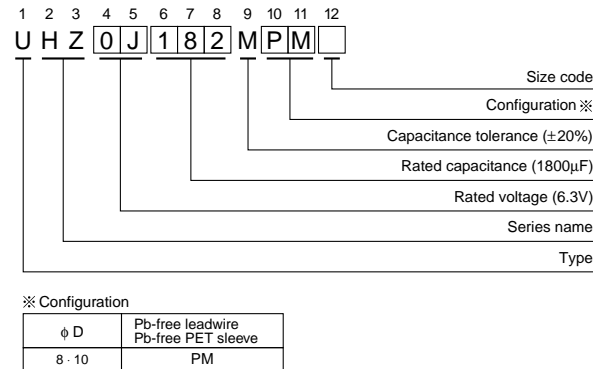 1 2 3 4 5 6 7 8 9 10 11 12
U H Z 0 J 1 8 2 M P M
Size code
Configuration ※
Capacitance tolerance (±20%)
Rated capacitance (1800μF)
Rated voltage (6.3V)
Series name
Type
※ Configuration
ϕ D
Pb-free leadwire
Pb-free PET sleeve
8 · 10
PM